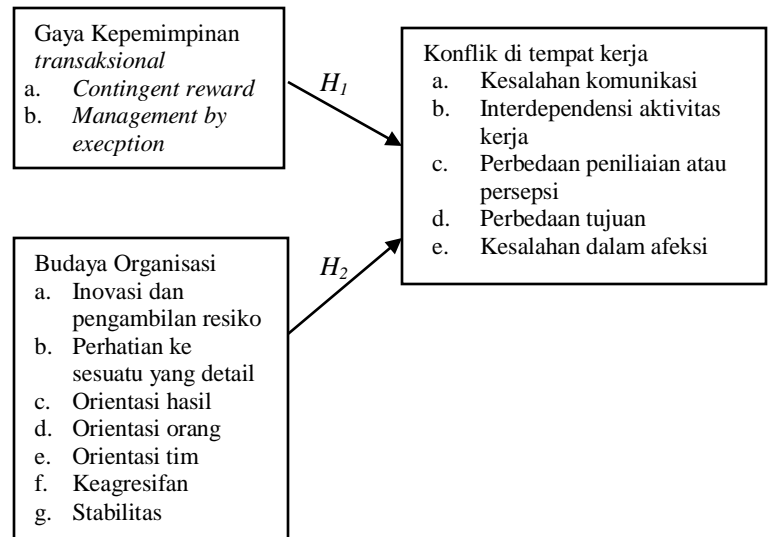 Gaya Kepemimpinan
transaksional
a. Contingent reward
b. Management by
execption
H1
Konflik di tempat kerja
a. Kesalahan komunikasi
b. Interdependensi aktivitas
kerja
c. Perbedaan peniliaian atau
persepsi
d. Perbedaan tujuan
e. Kesalahan dalam afeksi
Budaya Organisasi
a. Inovasi dan
pengambilan resiko
b. Perhatian ke
sesuatu yang detail
c. Orientasi hasil
d. Orientasi orang
e. Orientasi tim
f. Keagresifan
g. Stabilitas
H2